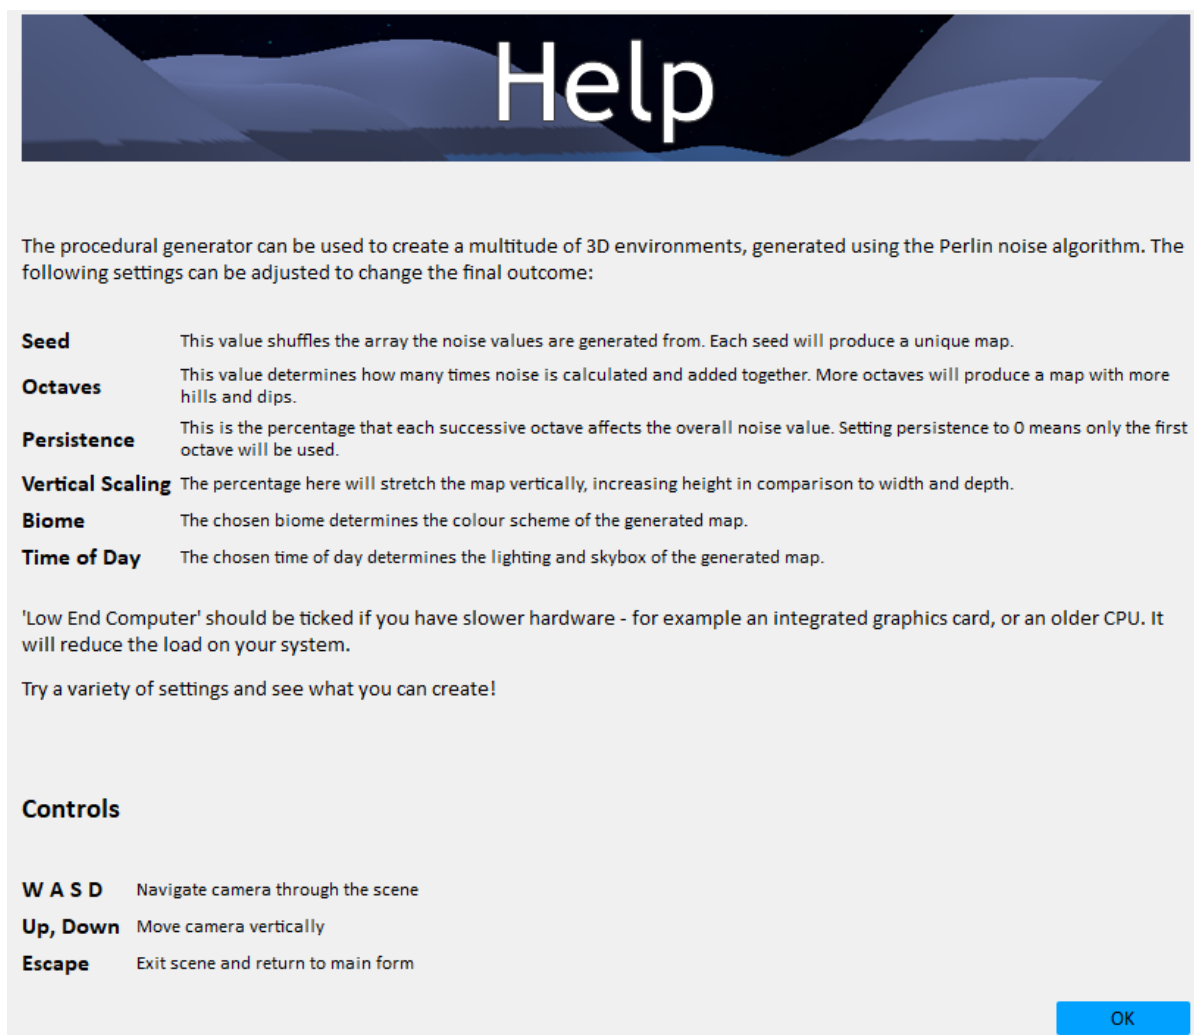 Help
The procedural generator can be used to create a multitude of 3D environments, generated using the Perlin noise algorithm. The
following settings can be adjusted to change the final outcome:
Seed This value shuffles the array the noise values are generated from. Each seed will produce a unique map.
Octaves This value determines how many times noise is calculated and added together. More octaves will produce a map with more
hills and dips.
Persistence This is the percentage that each successive octave affects the overall noise value. Setting persistence to 0 means only the first
octave will be used.
Vertical Scaling The percentage here will stretch the map vertically, increasing height in comparison to width and depth.
Biome The chosen biome determines the colour scheme of the generated map.
Time of Day The chosen time of day determines the lighting and skybox of the generated map.
'Low End Computer' should be ticked if you have slower hardware - for example an integrated graphics card, or an older CPU. It
will reduce the load on your system.
Try a variety of settings and see what you can create!
Controls
W A S D Navigate camera through the scene
Up, Down Move camera vertically
Escape Exit scene and return to main form
OK